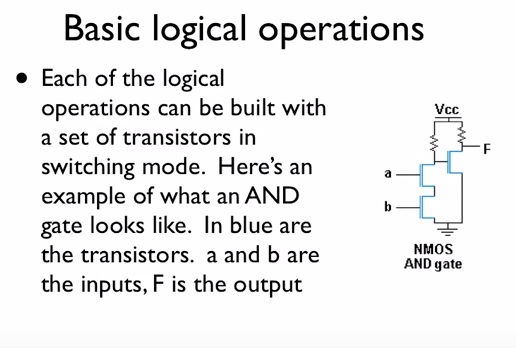 Basic logical operations
• Each of the logical
operations can be built with
a set of transistors in
switching mode. Here's an
example of what an AND
gate looks like. In blue are
the transistors. a and b are
the inputs, F is the output
Vcc
F
a
b
NMOS
AND gate